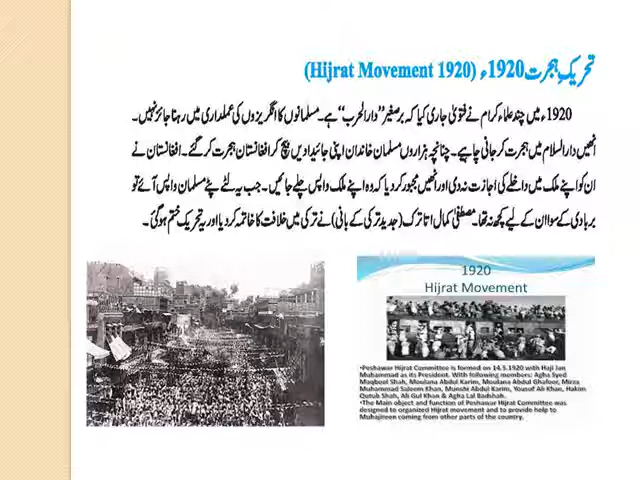 تحریکِ ہجرت 1920ء (Hijrat Movement 1920)
1920ء میں چند علماء کرام نے فتویٰ جاری کیا کہ برصغیر ”دارالحرب“ ہے۔ مسلمانوں کا انگریزوں کی عملداری میں رہنا جائز نہیں۔
انھیں دارالسلام میں ہجرت کر جانی چاہیے۔ چنانچہ ہزاروں مسلمان خاندان اپنی جائیدادیں بیچ کر افغانستان ہجرت کر گئے۔ افغانستان نے
ان کو اپنے ملک میں داخلے کی اجازت نہ دی اور انھیں مجبور کر دیا کہ وہ اپنے ملک واپس چلے جائیں۔ جب یہ لٹے پٹے مسلمان واپس آئے تو
بربادی کے سوا ان کے لیے کچھ نہ تھا۔ مصطفیٰ کمال اتاترک (جدید ترکی کے بانی) نے ترکی میں خلافت کا خاتمہ کر دیا اور یہ تحریک ختم ہو گئی۔
1920
Hijrat Movement
•Peshawar Hijrat Committee is formed on 14.5.1920 with Haji Jan
Muhammad as its President. With following members: Agha Syed
Maqbool Shah, Moulana Abdul Karim, Moulana Abdul Ghafoor, Mirza
Muhammad Saleem Khan, Munshi Abdul Karim, Yousuf Ali Khan, Hakim
Qutub Shah, Ali Gul Khan & Agha Lal Badshah.
•The Main object and function of Peshawar Hijrat Committee was
designed to organized Hijrat movement and to provide help to
Muhajireen coming from other parts of the country.